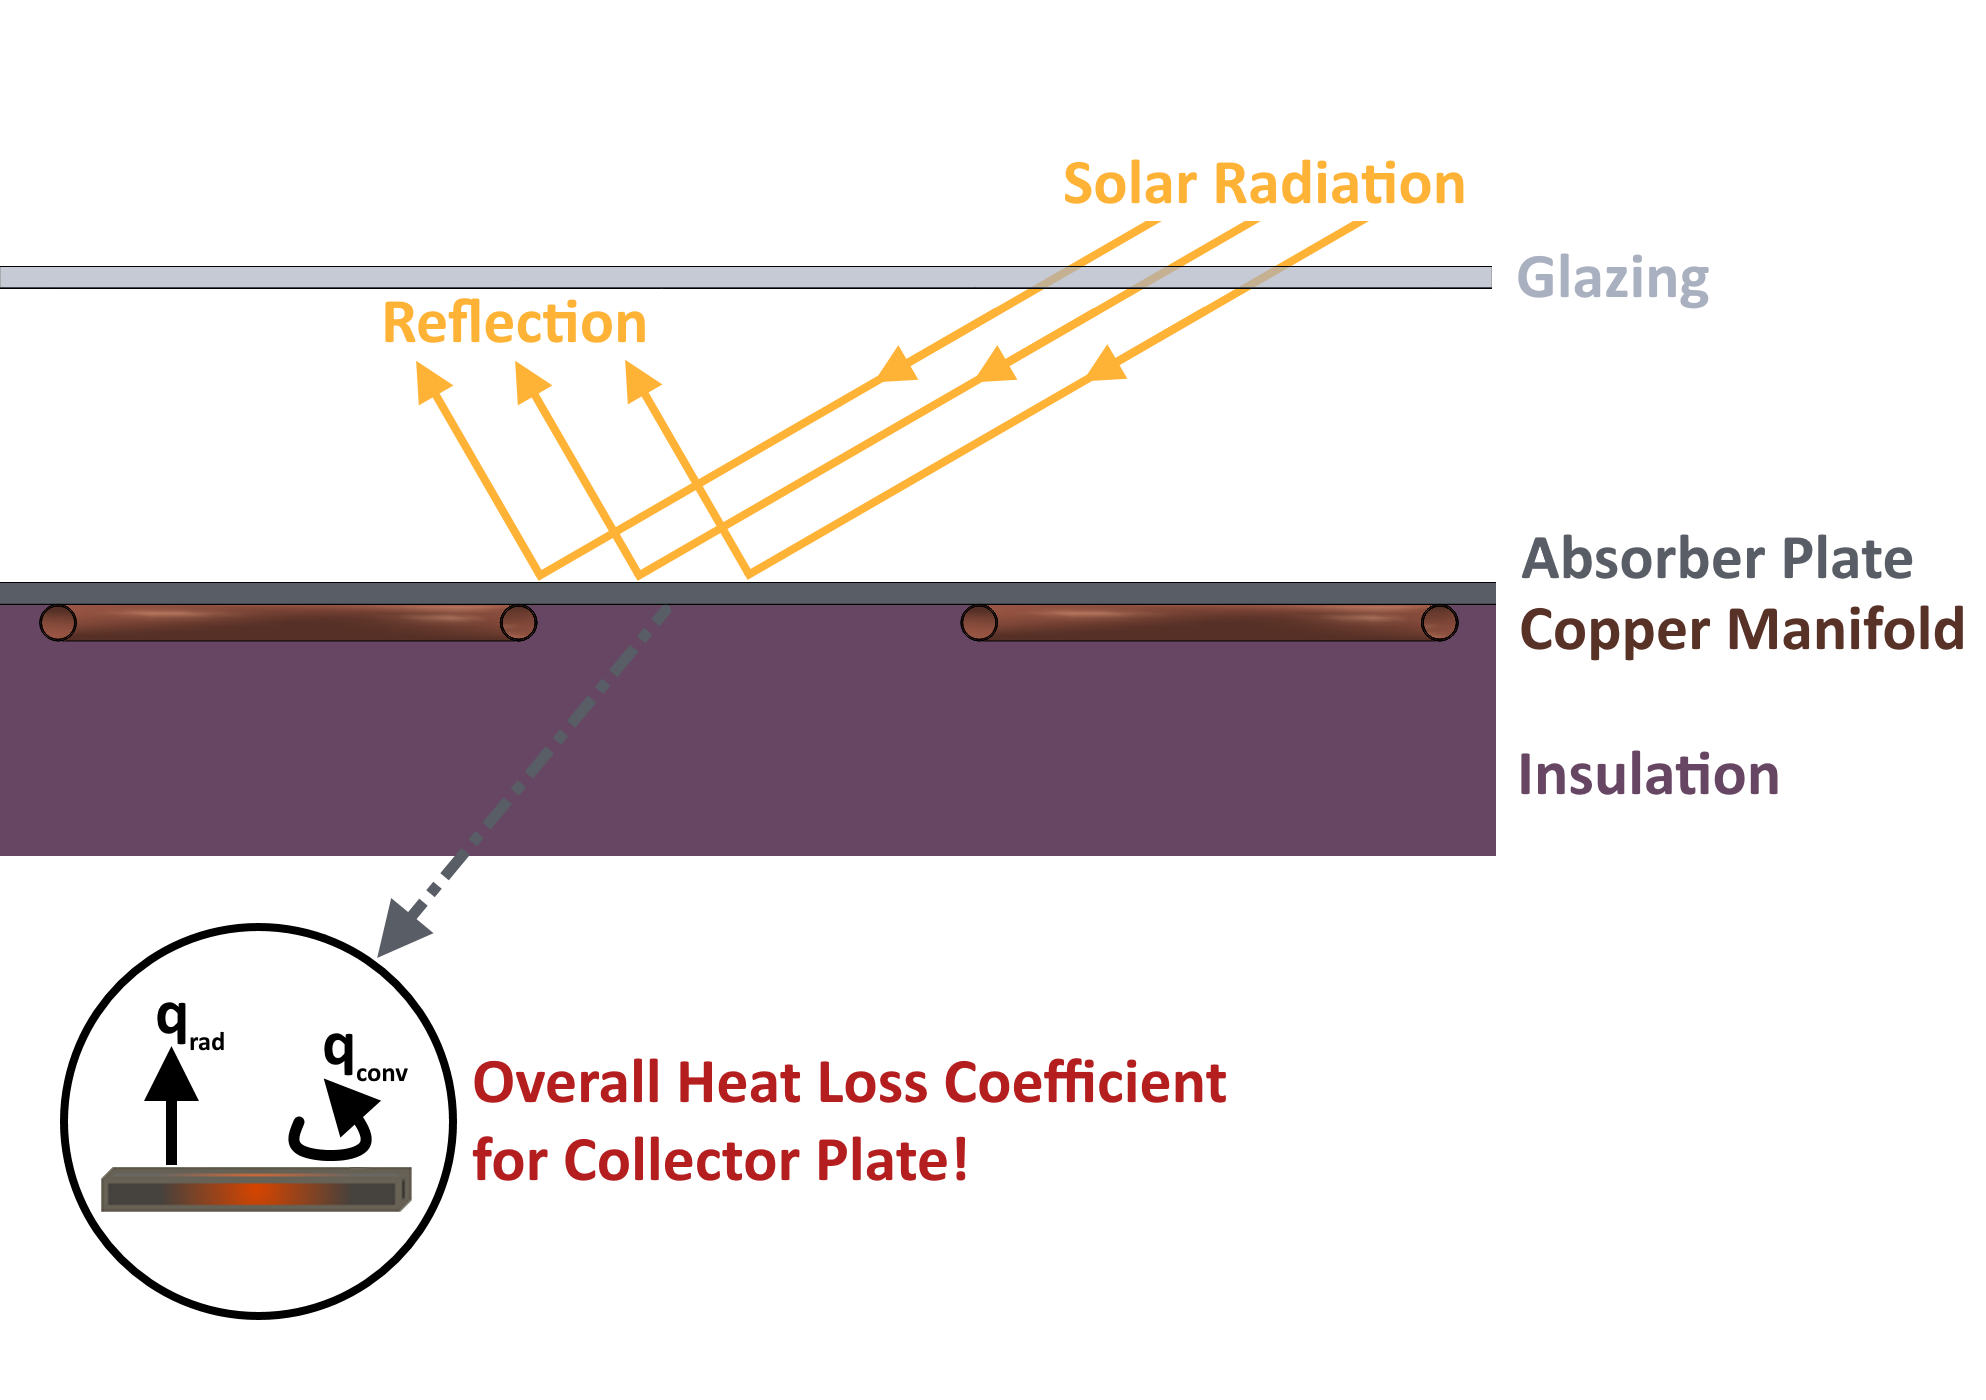 Solar Radiation
Glazing
Reflection
Absorber Plate
Copper Manifold
Insulation
qrad
qconv
Overall Heat Loss Coefficient
for Collector Plate!